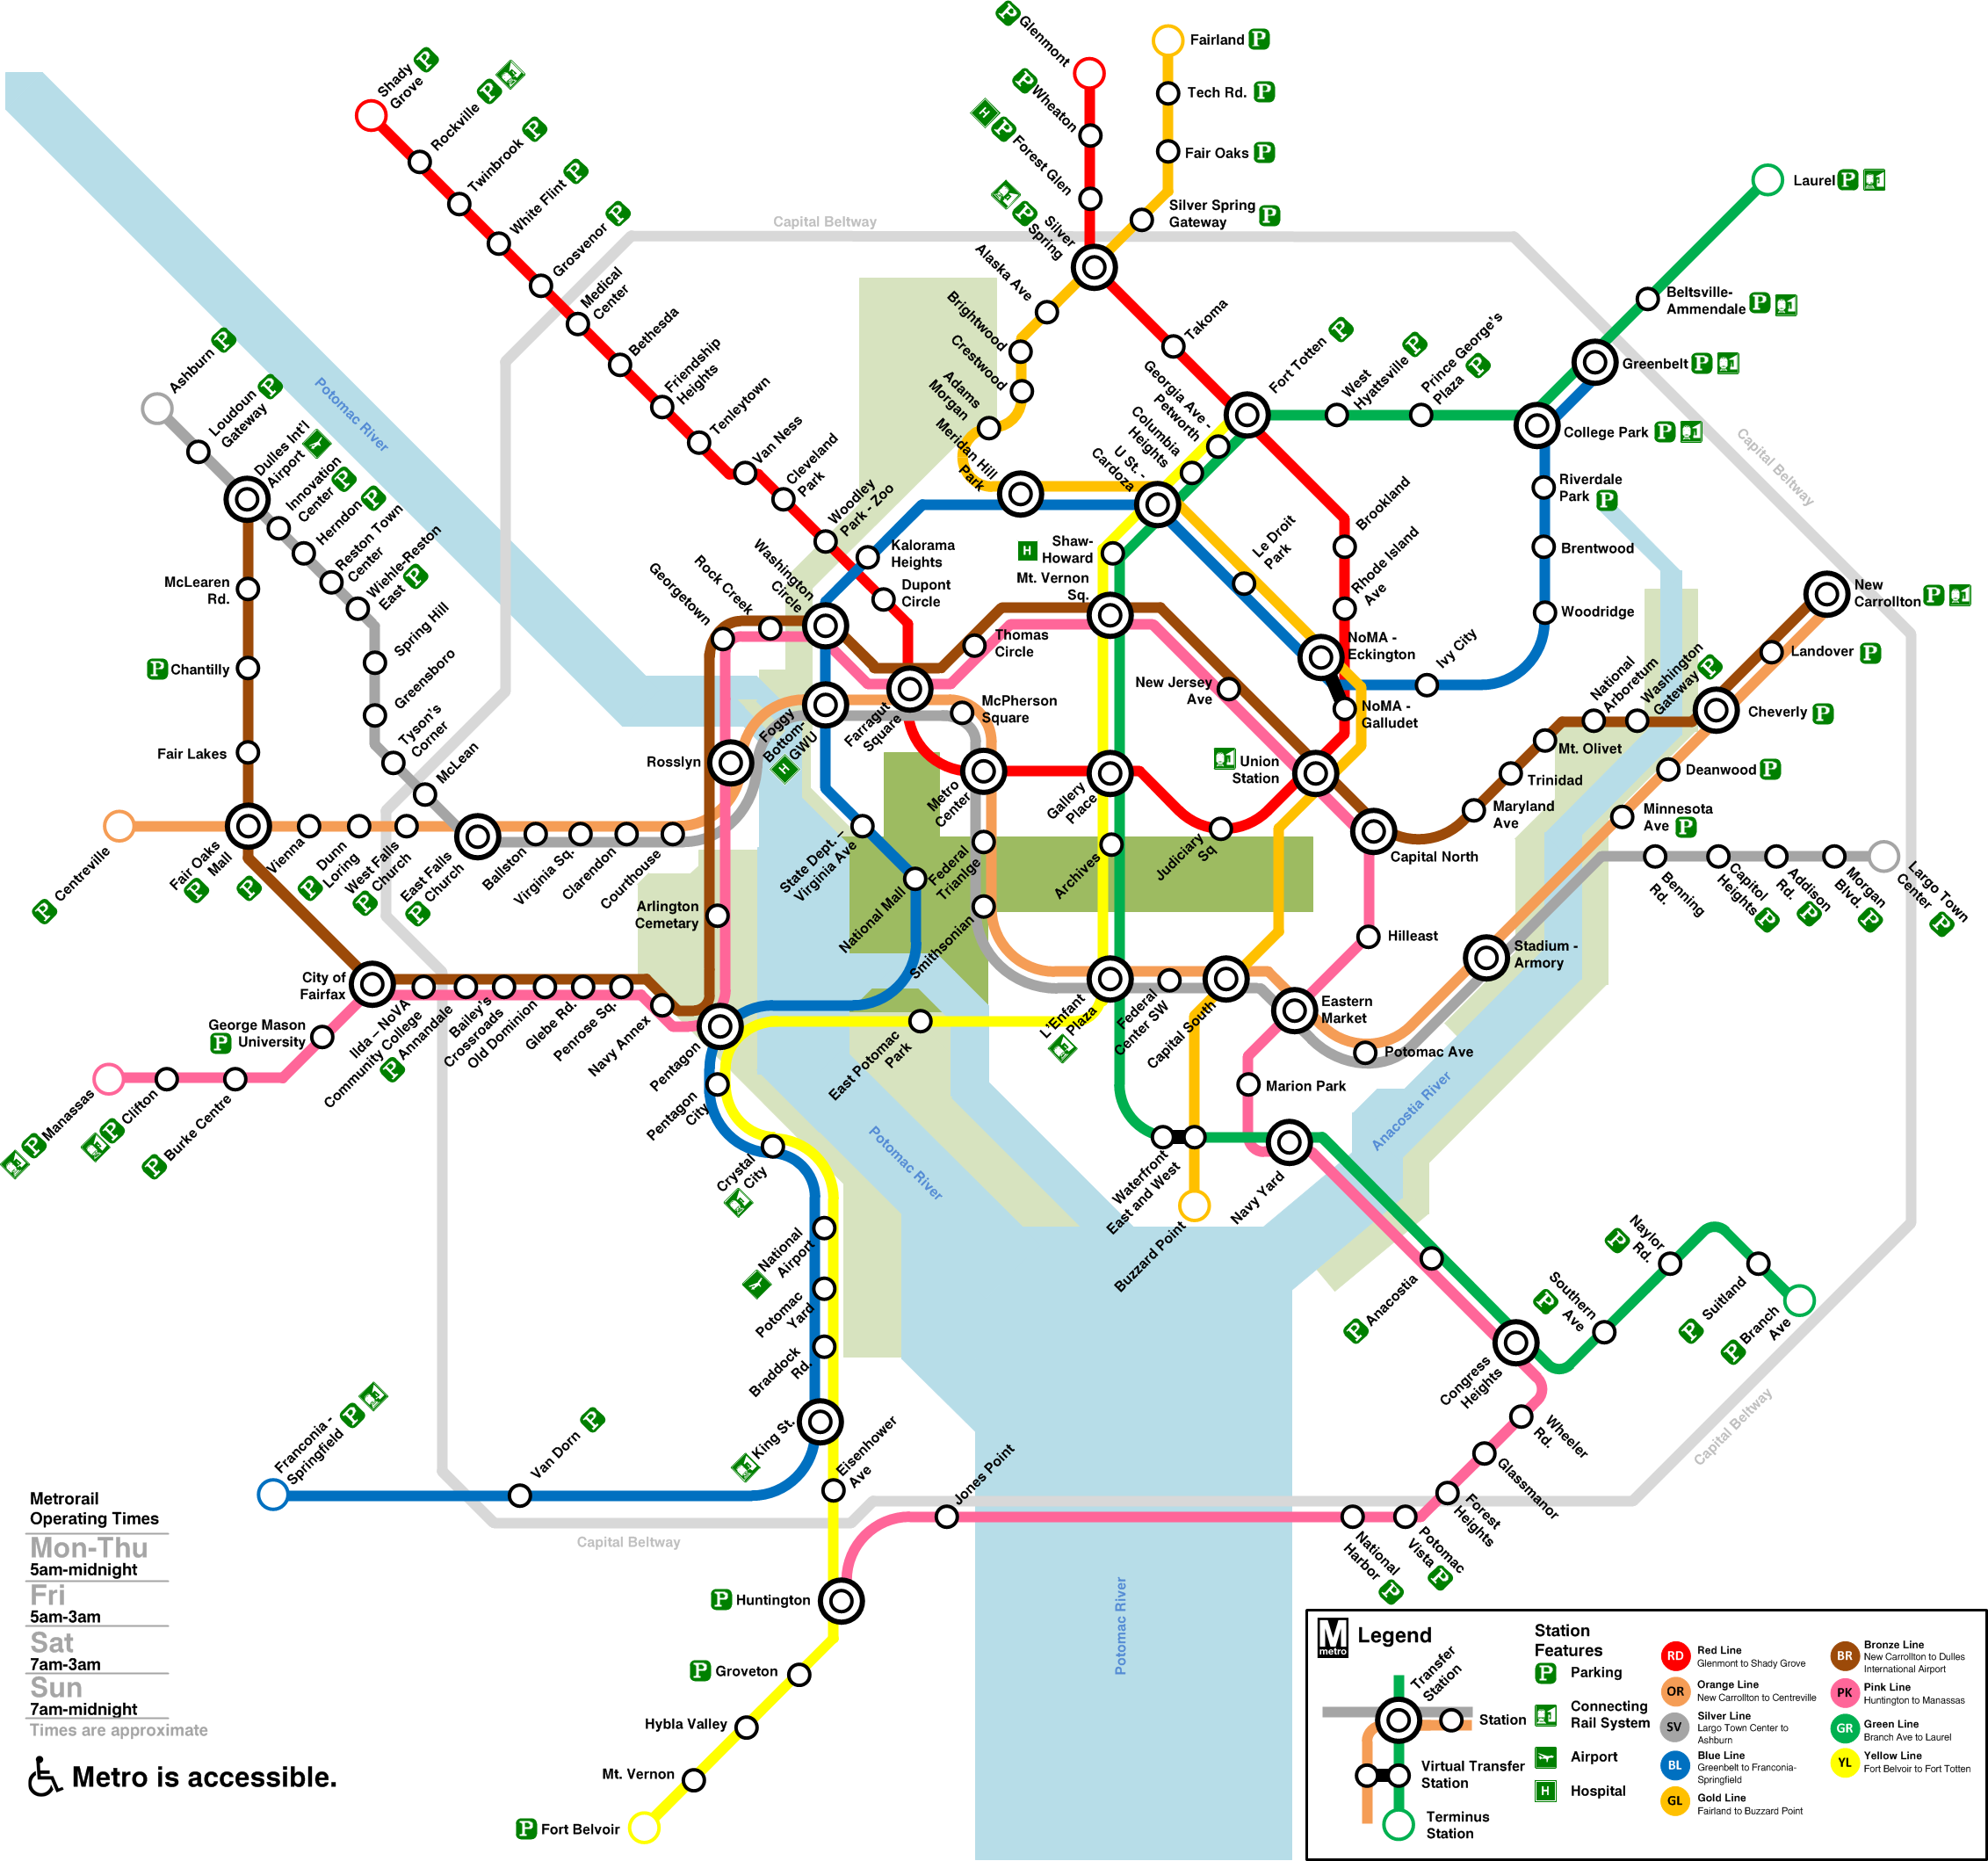 Glenmont
Wheaton
Forest Glen
Silver
Spring
Fairland
Tech Rd.
Fair Oaks
Silver Spring
Gateway
Shady
Grove
Rockville
Twinbrook
White Flint
Grosvenor
Medical
Center
Bethesda
Friendship
Heights
Tenleytown
Van Ness
Cleveland
Park
Woodley
Park - Zoo
Kalorama
Heights
Dupont
Circle
Capital Beltway
Laurel
Beltsville-
Ammendale
Greenbelt
College Park
Riverdale
Park
Brentwood
Woodridge
Ivy City
Capital Beltway
Alaska Ave
Brightwood
Crestwood
Adams
Morgan
Meridan Hill
Park
Takoma
Georgia Ave -
Petworth
Columbia
Heights
U St. -
Cardoza
Fort Totten
West
Hyattsville
Prince George's
Plaza
Brookland
Rhode Island
Ave
Le Droit
Park
NoMA -
Eckington
NoMA -
Galludet
Shaw-
Howard
Mt. Vernon
Sq.
Thomas
Circle
New Jersey
Ave
Union
Station
McPherson
Square
Farragut
Square
Metro
Center
Gallery
Place
Judiciary
Sq
Archives
Federal
Trianlge
Smithsonian
Potomac River
Ashburn
Loudoun
Gateway
Dulles Int'l
Airport
Innovation
Center
Herndon
Reston Town
Center
Wiehle-Reston
East
Spring Hill
Greensboro
Tyson's
Corner
McLean
McLearen
Rd.
Chantilly
Fair Lakes
Centreville
Fair Oaks
Mall
Vienna
Dunn
Loring
West Falls
Church
East Falls
Church
Ballston
Virginia Sq.
Clarendon
Courthouse
Rosslyn
Georgetown
Rock Creek
Washington
Circle
Foggy
Bottom-
GWU
State Dept. –
Virginia Ave
National Mall
Arlington
Cemetary
New
Carrollton
Landover
Cheverly
Washington
Gateway
National
Arboretum
Mt. Olivet
Trinidad
Maryland
Ave
Capital North
Deanwood
Minnesota
Ave
Benning
Rd.
Capitol
Heights
Addison
Rd.
Morgan
Blvd.
Largo Town
Center
Stadium -
Armory
Hilleast
Eastern
Market
Potomac Ave
Marion Park
L'Enfant
Plaza
Federal
Center SW
Capital South
Waterfront
East and West
Buzzard Point
Navy Yard
Anacostia River
Anacostia
Congress
Heights
Southern
Ave
Naylor
Rd.
Suitland
Branch
Ave
Capital Beltway
Wheeler
Rd.
Glassmanor
Forest
Heights
Potomac
Vista
National
Harbor
Jones Point
City of
Fairfax
George Mason
University
Manassas
Clifton
Burke Centre
Ilda – NoVA
Community College
Annandale
Bailey's
Crossroads
Old Dominion
Glebe Rd.
Penrose Sq.
Navy Annex
Pentagon
Pentagon
City
Crystal
City
East Potomac
Park
Potomac River
National
Airport
Potomac
Yard
Braddock
Rd.
King St.
Eisenhower
Ave
Van Dorn
Franconia -
Springfield
Capital Beltway
Huntington
Groveton
Hybla Valley
Mt. Vernon
Fort Belvoir
Potomac River
Metrorail
Operating Times
Mon-Thu
5am-midnight
Fri
5am-3am
Sat
7am-3am
Sun
7am-midnight
Times are approximate
Metro is accessible.
M
metro
Legend
Transfer
Station
Station
Virtual Transfer
Station
Terminus
Station
Station
Features
P Parking
Connecting
Rail System
Airport
H Hospital
RD Red Line
Glenmont to Shady Grove
OR Orange Line
New Carrollton to Centreville
SV Silver Line
Largo Town Center to
Ashburn
BL Blue Line
Greenbelt to Franconia-
Springfield
GL Gold Line
Fairland to Buzzard Point
BR Bronze Line
New Carrollton to Dulles
International Airport
PK Pink Line
Huntington to Manassas
GR Green Line
Branch Ave to Laurel
YL Yellow Line
Fort Belvoir to Fort Totten